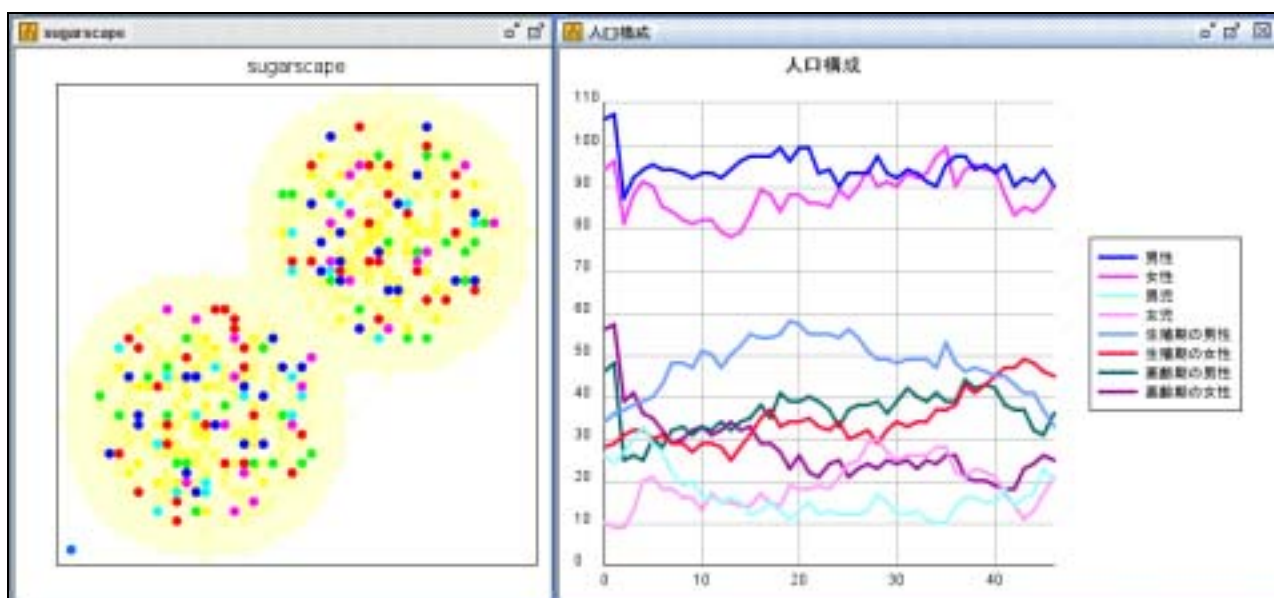 sugarscape
sugarscape
人口構成
人口構成
110
100
90
80
70
60
50
40
30
20
10
0
0
10
20
30
40
男性
女性
男児
女児
生殖期の男性
生殖期の女性
高齢期の男性
高齢期の女性